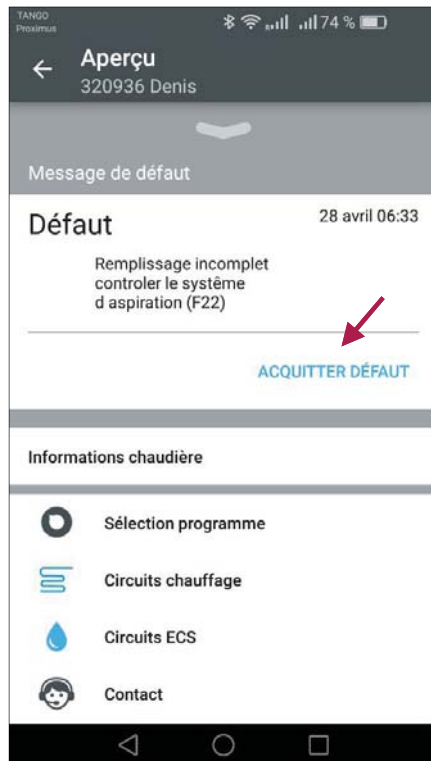 TANGO
Proximus
74 %
Aperçu
320936 Denis
Message de défaut
Défaut
28 avril 06:33
Remplissage incomplet
controler le systême
d aspiration (F22)
ACQUITTER DÉFAUT
Informations chaudière
Sélection programme
Circuits chauffage
Circuits ECS
Contact